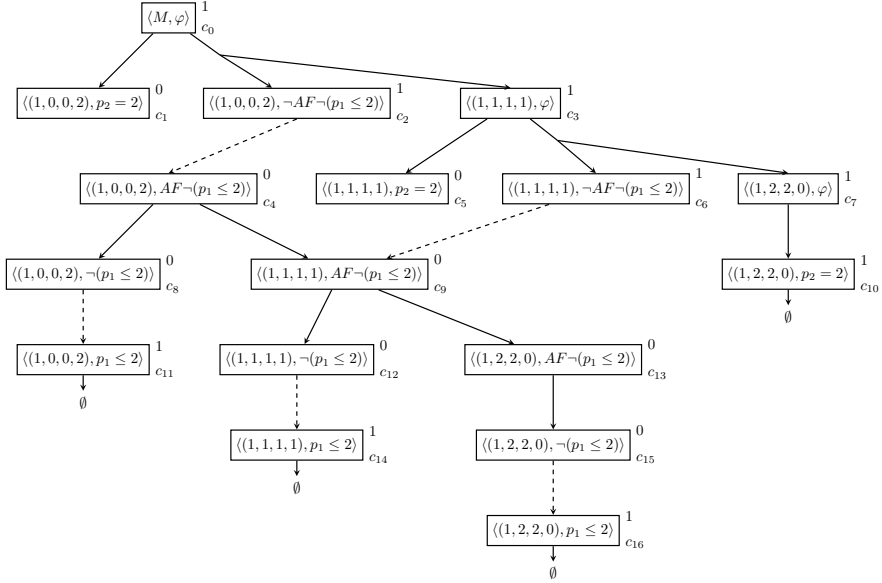 ⟨M, φ⟩ 1 c₀
⟨(1, 0, 0, 2), p₂ = 2⟩ 0 c₁
⟨(1, 0, 0, 2), ¬AF¬(p₁ ≤ 2)⟩ 1 c₂
⟨(1, 1, 1, 1), φ⟩ 1 c₃
⟨(1, 0, 0, 2), AF¬(p₁ ≤ 2)⟩ 0 c₄
⟨(1, 1, 1, 1), p₂ = 2⟩ 0 c₅
⟨(1, 1, 1, 1), ¬AF¬(p₁ ≤ 2)⟩ 1 c₆
⟨(1, 2, 2, 0), φ⟩ 1 c₇
⟨(1, 0, 0, 2), ¬(p₁ ≤ 2)⟩ 0 c₈
⟨(1, 1, 1, 1), AF¬(p₁ ≤ 2)⟩ 0 c₉
⟨(1, 2, 2, 0), p₂ = 2⟩ 1 c₁₀
∅
⟨(1, 0, 0, 2), p₁ ≤ 2⟩ 1 c₁₁
∅
⟨(1, 1, 1, 1), ¬(p₁ ≤ 2)⟩ 0 c₁₂
⟨(1, 2, 2, 0), AF¬(p₁ ≤ 2)⟩ 0 c₁₃
⟨(1, 1, 1, 1), p₁ ≤ 2⟩ 1 c₁₄
∅
⟨(1, 2, 2, 0), ¬(p₁ ≤ 2)⟩ 0 c₁₅
⟨(1, 2, 2, 0), p₁ ≤ 2⟩ 1 c₁₆
∅